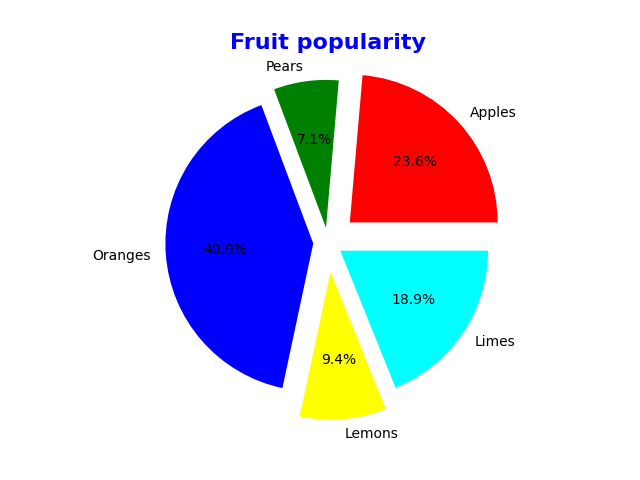 Fruit popularity
Pears
Apples
7.1%
23.6%
40.9%
Oranges
18.9%
Limes
9.4%
Lemons